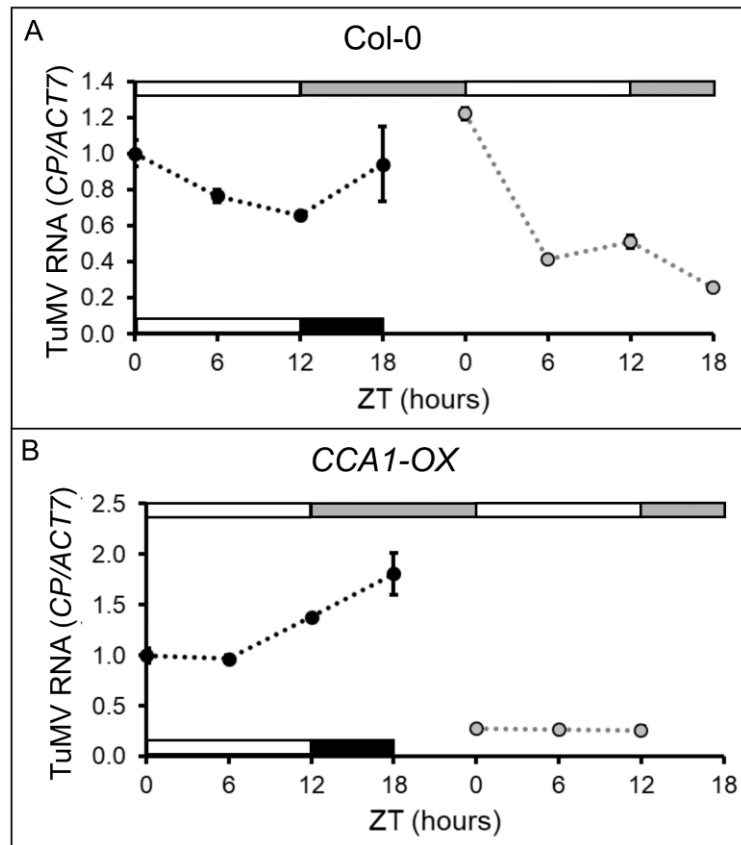 A
Col-0
TuMV RNA (CP/ACT7)
1.4
1.2
1.0
0.8
0.6
0.4
0.2
0.0
0 6 12 18 0 6 12 18
ZT (hours)
B
CCA1-OX
TuMV RNA (CP/ACT7)
2.5
2.0
1.5
1.0
0.5
0.0
0 6 12 18 0 6 12 18
ZT (hours)